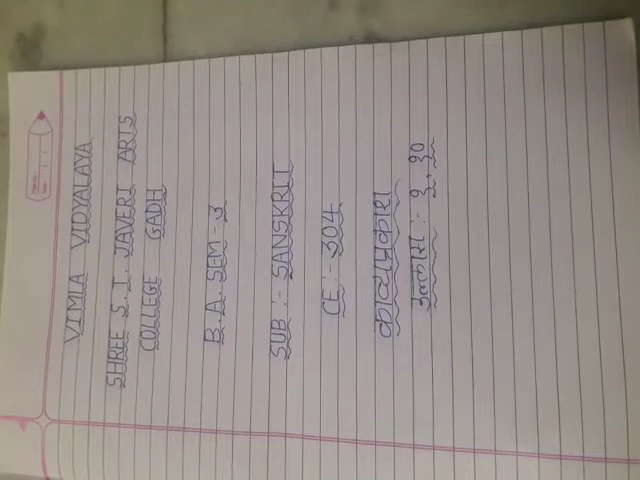 VIMLA VIDYALAYA
SHREE S. I. JAVERI ARTS
COLLEGE GADH
B. A. SEM - 3
SUB :- SANSKRIT
CE :- 304
काव्यप्रकाश
उल्लास :- ९, १०